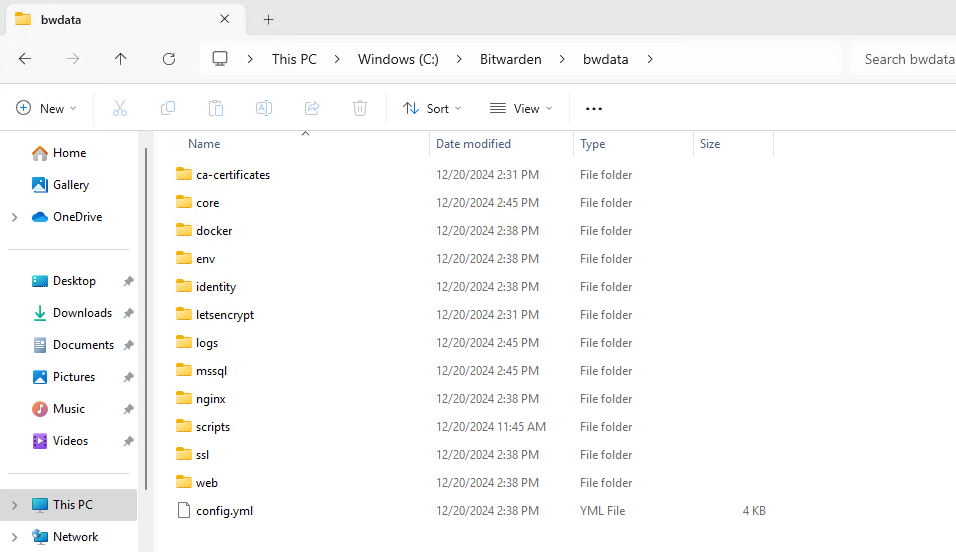 bwdata
This PC > Windows (C:) > Bitwarden > bwdata > Search bwdata
New Sort View
Name Date modified Type Size
Home
Gallery
OneDrive
Desktop
Downloads
Documents
Pictures
Music
Videos
This PC
Network
ca-certificates 12/20/2024 2:31 PM File folder
core 12/20/2024 2:45 PM File folder
docker 12/20/2024 2:38 PM File folder
env 12/20/2024 2:38 PM File folder
identity 12/20/2024 2:38 PM File folder
letsencrypt 12/20/2024 2:31 PM File folder
logs 12/20/2024 2:45 PM File folder
mssql 12/20/2024 2:45 PM File folder
nginx 12/20/2024 2:38 PM File folder
scripts 12/20/2024 11:45 AM File folder
ssl 12/20/2024 2:38 PM File folder
web 12/20/2024 2:38 PM File folder
config.yml 12/20/2024 2:38 PM YML File 4 KB